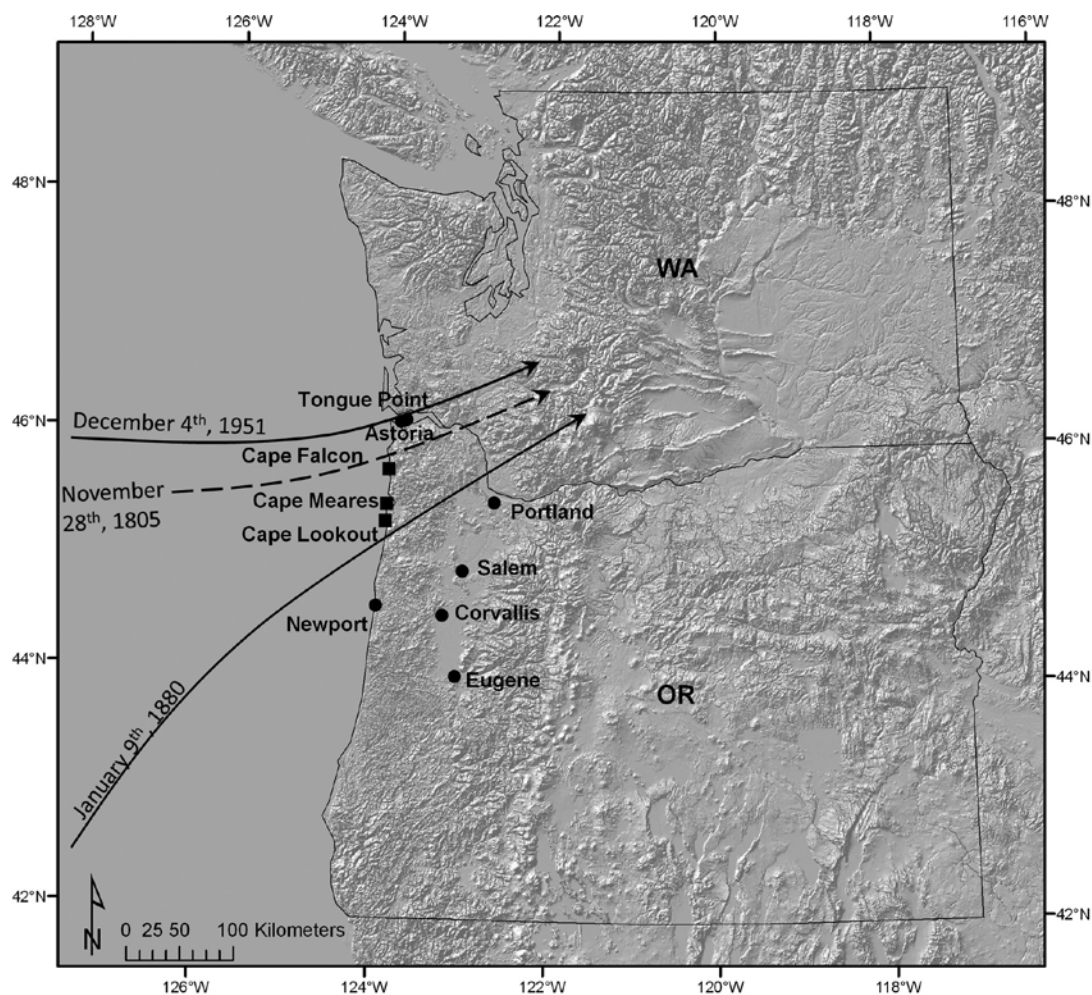 128°W 126°W 124°W 122°W 120°W 118°W 116°W
48°N
48°N
WA
Tongue Point
46°N
December 4th, 1951
46°N
Astoria
Cape Falcon
November
28th, 1805
Cape Meares
Portland
Cape Lookout
Salem
Corvallis
Newport
44°N
Eugene
44°N
OR
January 9th, 1880
42°N
42°N
N
0 25 50 100 Kilometers
126°W 124°W 122°W 120°W 118°W